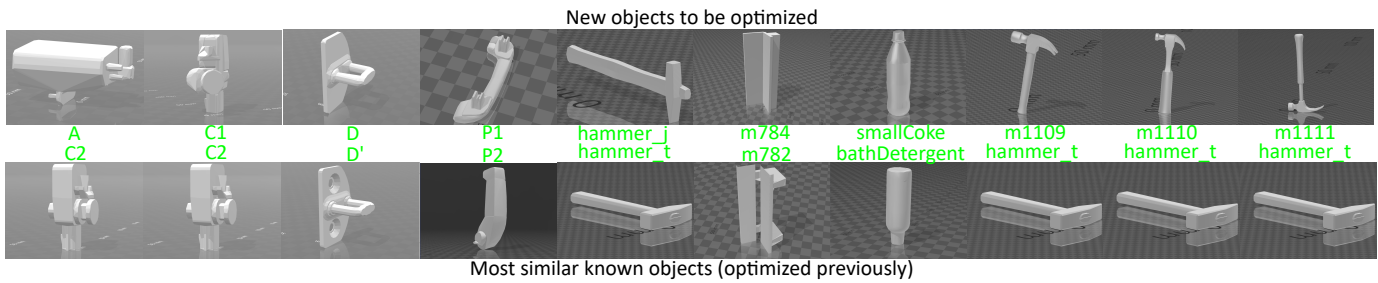 New objects to be optimized
A C1 D P1 hammer_j m784 smallCoke m1109 m1110 m1111
C2 C2 D' P2 hammer_t m782 bathDetergent hammer_t hammer_t hammer_t
Most similar known objects (optimized previously)